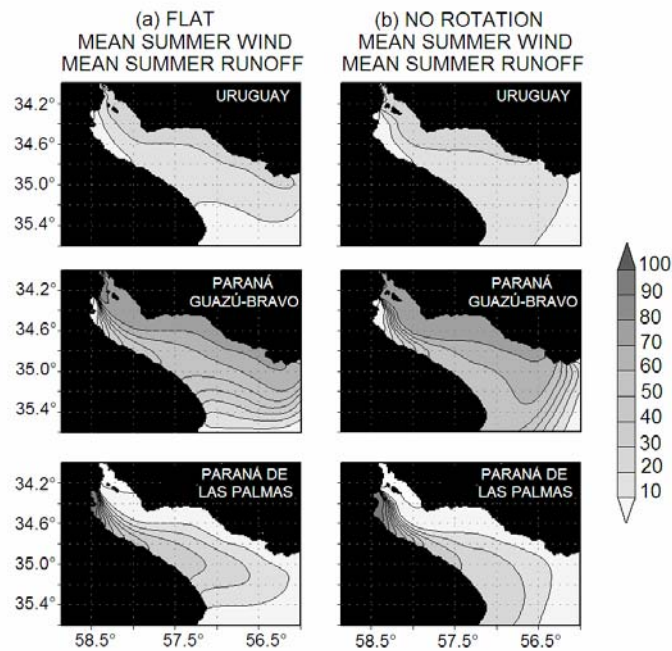 (a) FLAT
MEAN SUMMER WIND
MEAN SUMMER RUNOFF
(b) NO ROTATION
MEAN SUMMER WIND
MEAN SUMMER RUNOFF
34.2°
34.6°
35.0°
35.4°
URUGUAY
URUGUAY
34.2°
34.6°
35.0°
35.4°
PARANÁ
GUAZÚ-BRAVO
PARANÁ
GUAZÚ-BRAVO
34.2°
34.6°
35.0°
35.4°
PARANÁ DE
LAS PALMAS
PARANÁ DE
LAS PALMAS
58.5° 57.5° 56.5°
58.5° 57.5° 56.5°
100
90
80
70
60
50
40
30
20
10